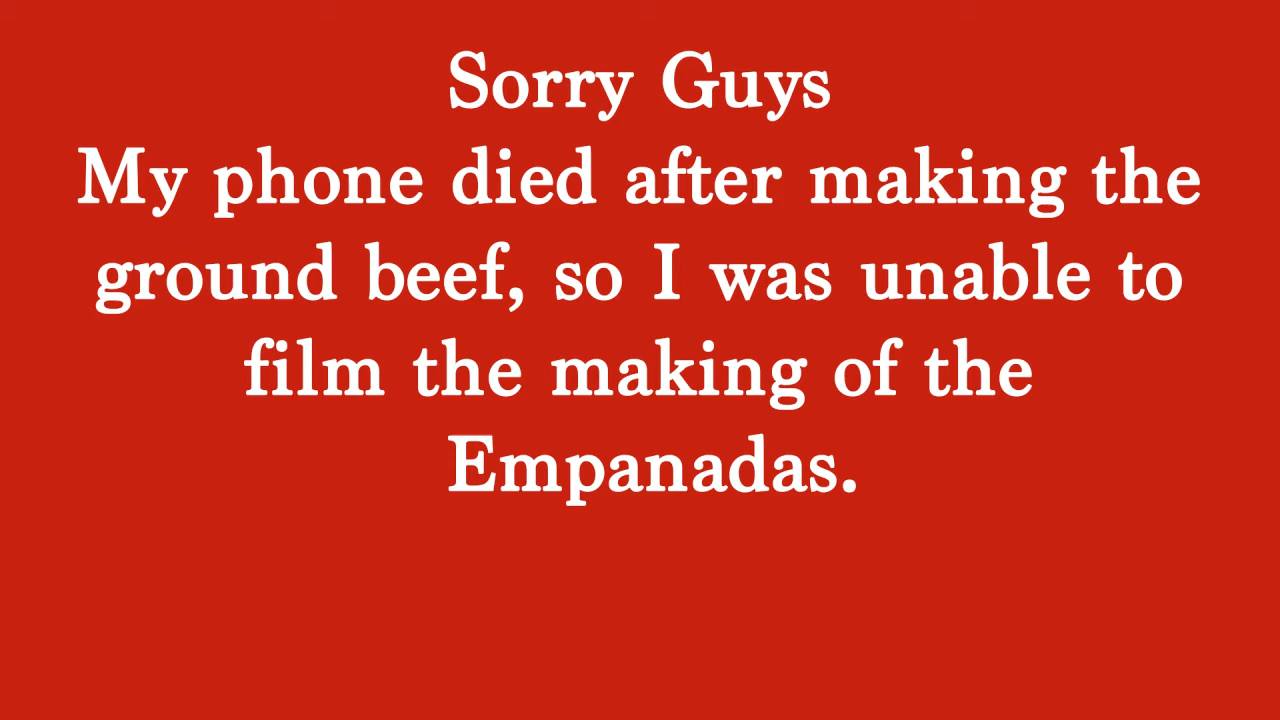 Sorry Guys
My phone died after making the
ground beef, so I was unable to
film the making of the
Empanadas.